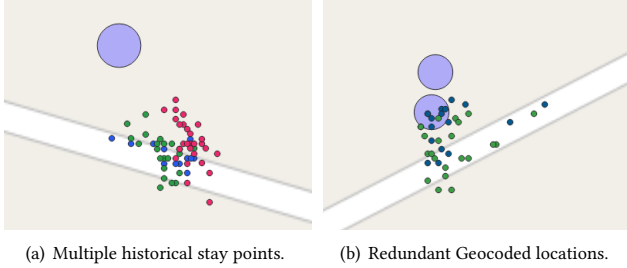 (a) Multiple historical stay points.
(b) Redundant Geocoded locations.